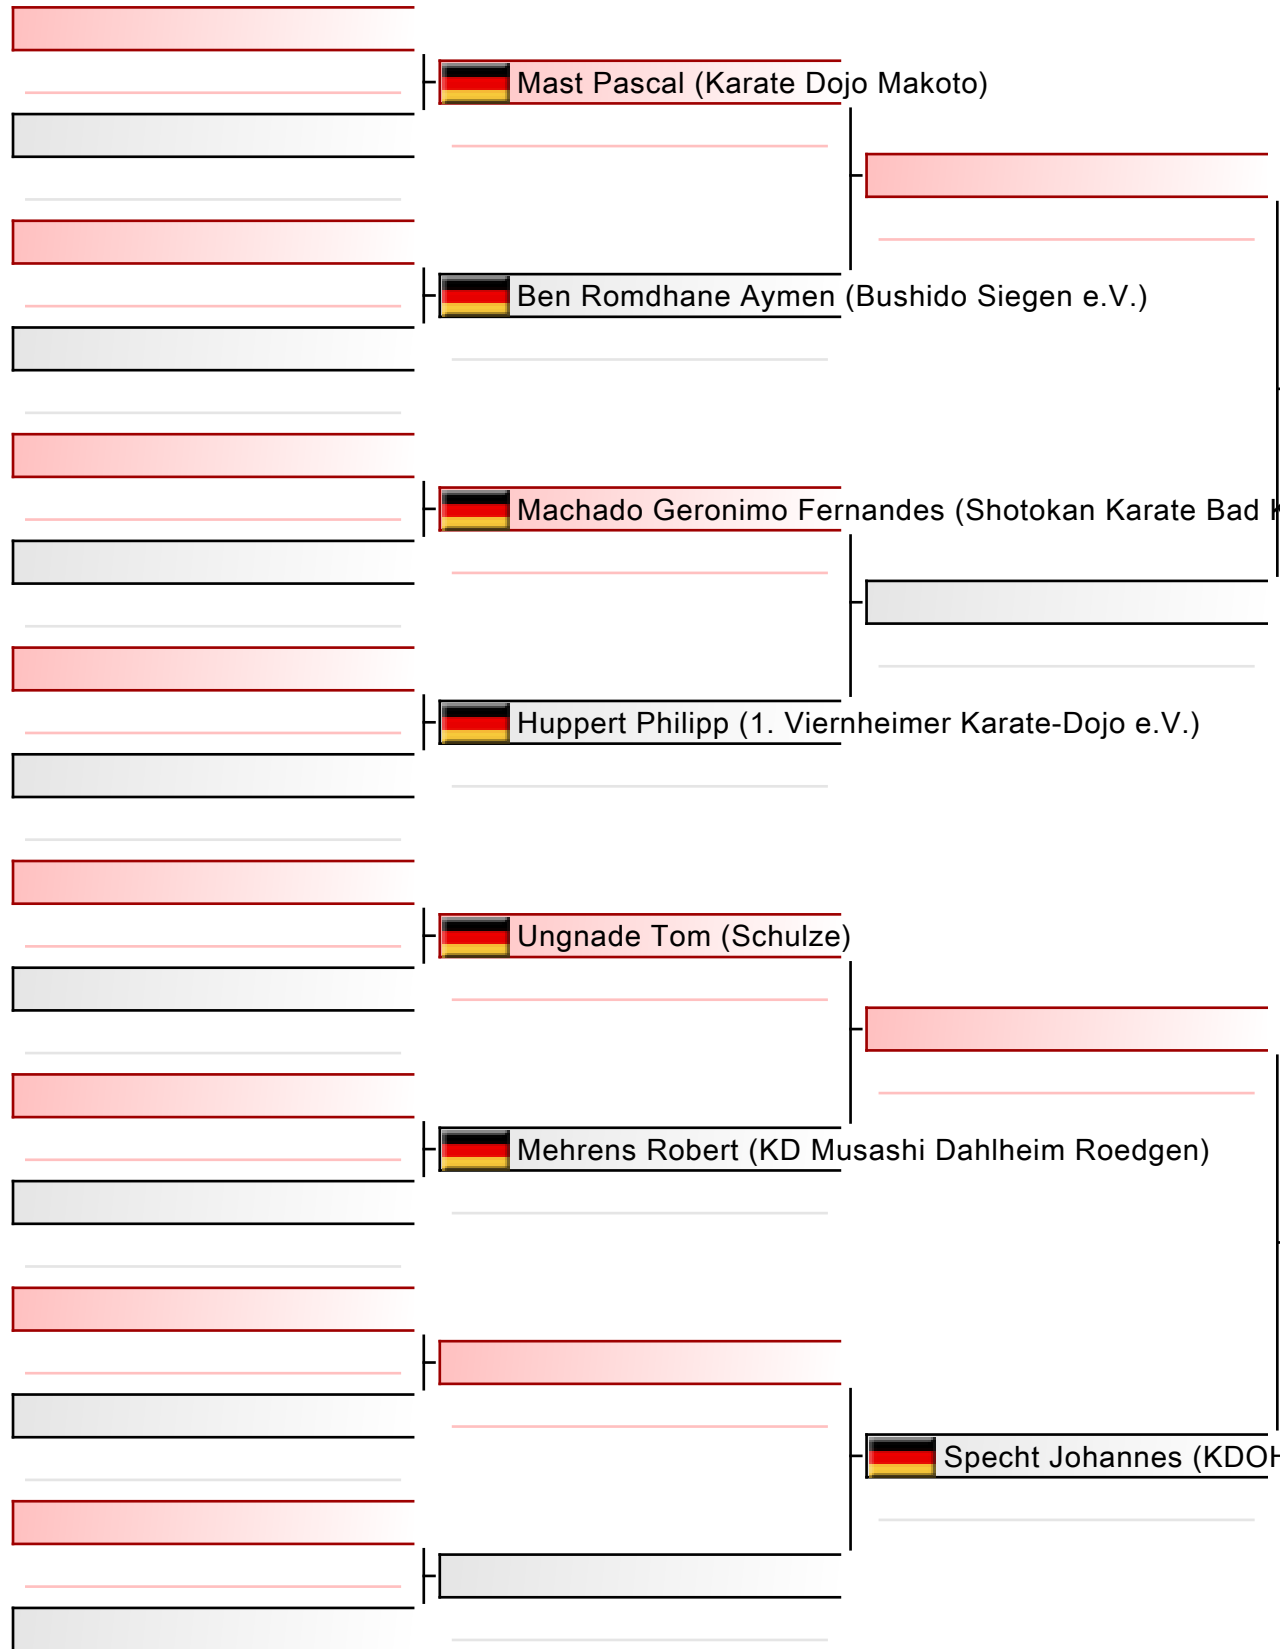 Mast Pascal (Karate Dojo Makoto)
Ben Romdhane Aymen (Bushido Siegen e.V.)
Machado Geronimo Fernandes (Shotokan Karate Bad
Huppert Philipp (1. Viernheimer Karate-Dojo e.V.)
Ungnade Tom (Schulze)
Mehrens Robert (KD Musashi Dahlheim Roedgen)
Specht Johannes